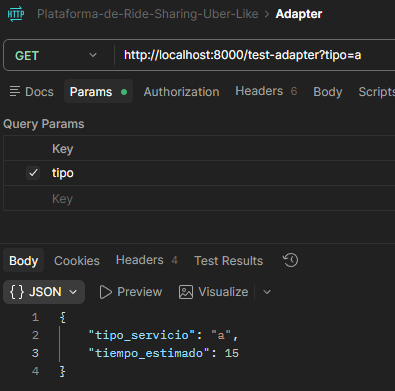 HTTP Plataforma-de-Ride-Sharing-Uber-Like > Adapter
GET http://localhost:8000/test-adapter?tipo=a
Docs Params Authorization Headers 6 Body Scripts
Query Params
Key
tipo
Key
Body Cookies Headers 4 Test Results
{} JSON Preview Visualize
1 {
2 "tipo_servicio": "a",
3 "tiempo_estimado": 15
4 }